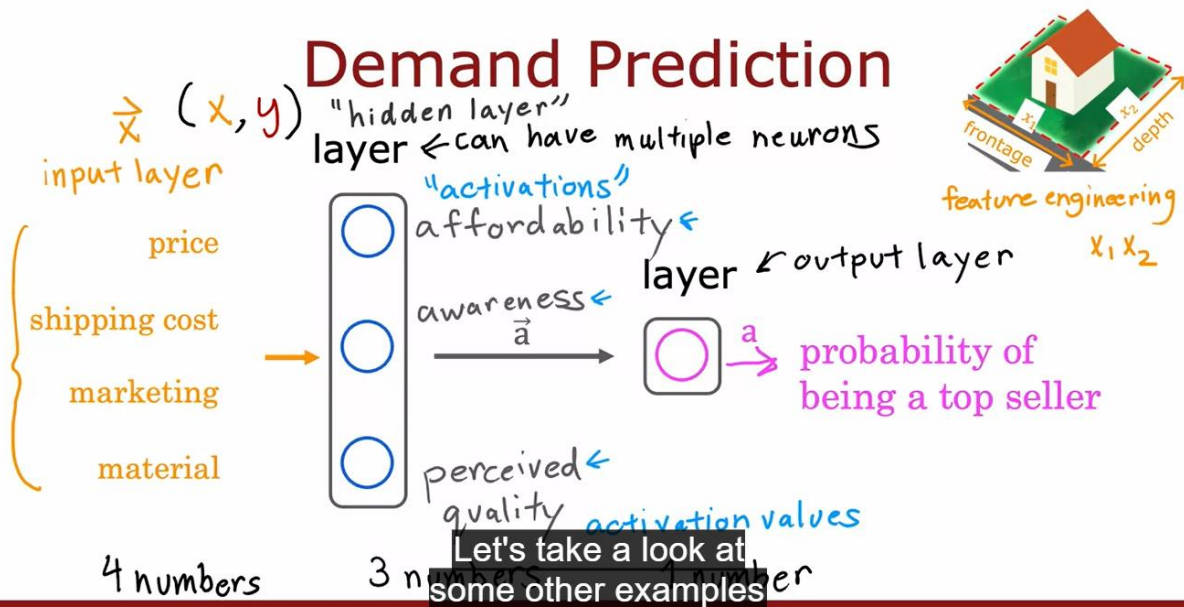 Demand Prediction
x⃗ (x, y)
input layer
"hidden layer"
layer ← can have multiple neurons
"activations"
price
shipping cost
marketing
material
affordability ←
awareness ←
a⃗
perceived ←
quality
activation values
layer ↙ output layer
a
probability of
being a top seller
x₁
x₂
frontage
depth
feature engineering
x₁ x₂
4 numbers
3 numbers
1 number
Let's take a look at
some other examples